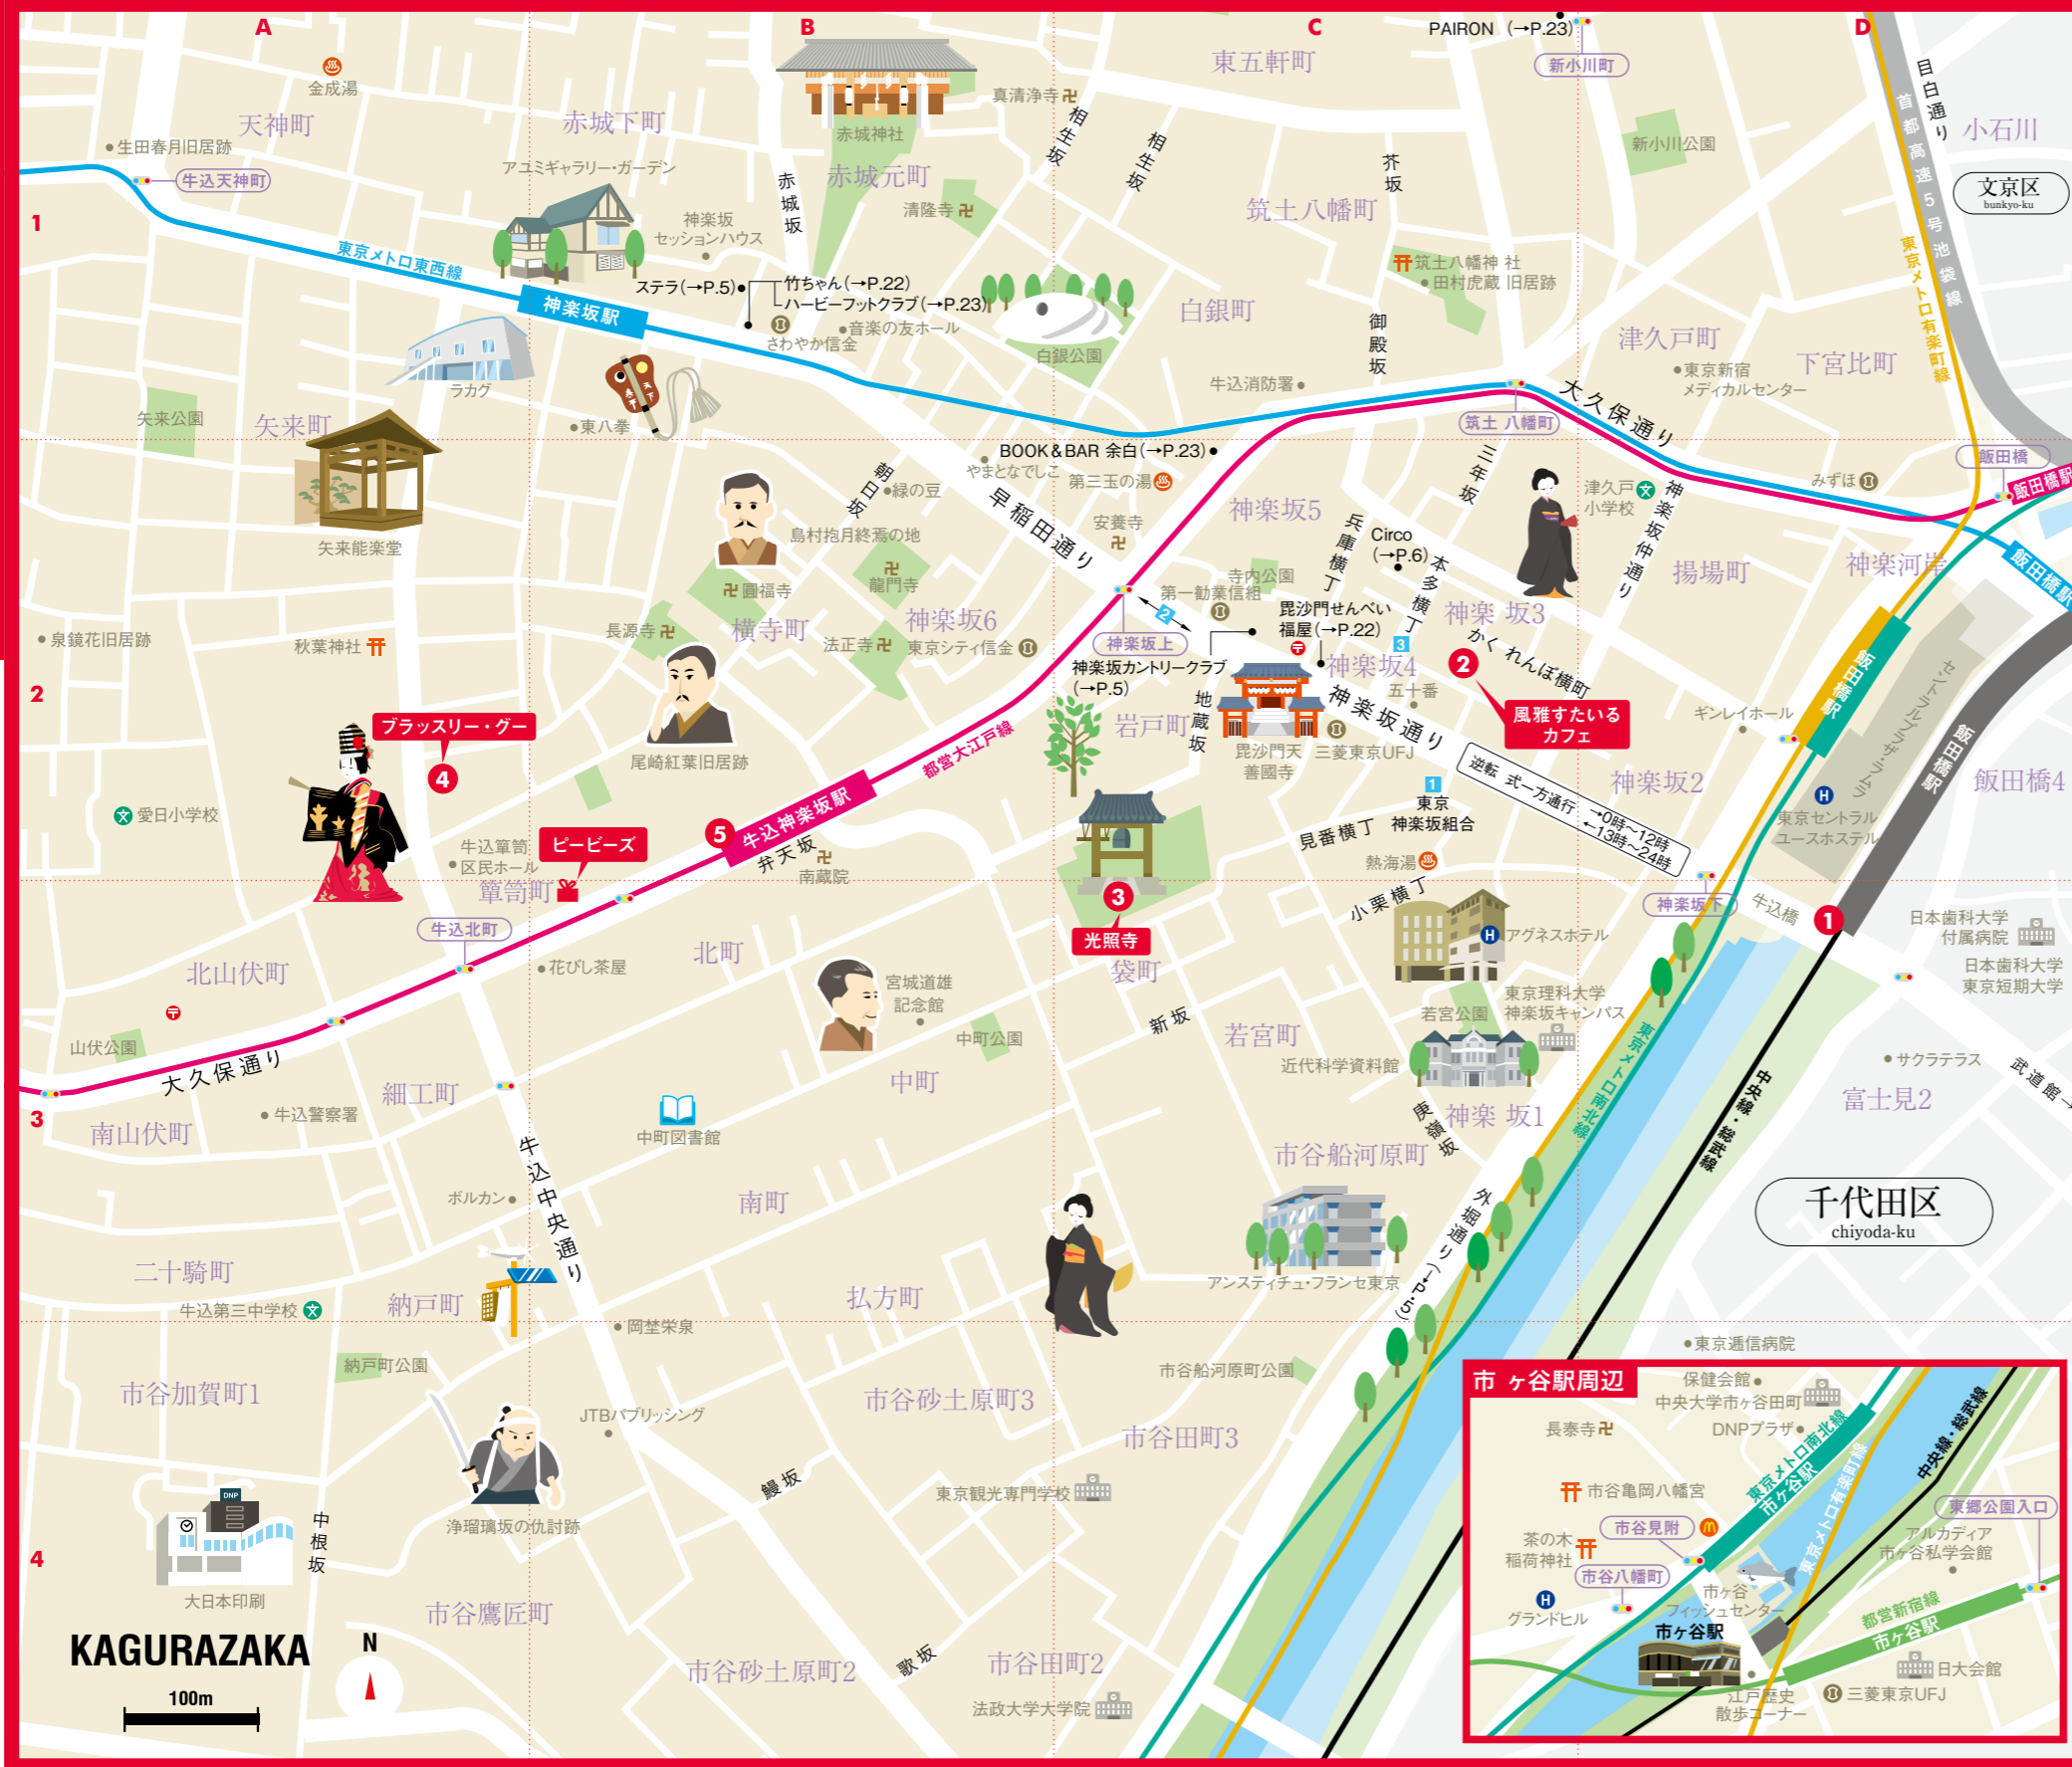 A
B
C
D
1
2
3
4
PAIRON （→P.23）
新小川町
東五軒町
金成湯
天神町
赤城下町
真清浄寺
相生坂
相生坂
目白通り
首都高速5号池袋線
小石川
生田春月旧居跡
赤城神社
新小川公園
アユミギャラリー・ガーデン
牛込天神町
赤城坂
赤城元町
芥坂
文京区
bunkyo-ku
清隆寺
筑土八幡町
神楽坂
セッションハウス
東京メトロ東西線
東京メトロ有楽町線
筑土八幡神 社
田村虎蔵 旧居跡
ステラ（→P.5）
竹ちゃん（→P.22）
ハービーフットクラブ（→P.23）
神楽坂駅
白銀町
音楽の友ホール
さわやか信金
御殿坂
津久戸町
白銀公園
下宮比町
東京新宿
メディカルセンター
ラカグ
牛込消防署
大久保通り
矢来公園
矢来町
東八拳
筑土 八幡町
BOOK＆BAR 余白（→P.23）
やまとなでしこ
第三玉の湯
飯田橋
みずほ
飯田橋駅
朝日坂
緑の豆
早稲田通り
三年坂
津久戸
小学校
神楽坂仲通り
神楽坂5
兵庫横丁
安養寺
島村抱月終焉の地
Circo
（→P.6）
本多横丁
矢来能楽堂
龍門寺
圓福寺
寺内公園
第一勧業信組
揚場町
神楽河岸
飯田橋駅
毘沙門せんべい
福屋（→P.22）
神楽 坂3
2
神楽坂6
横寺町
長源寺
法正寺
東京シティ信金
泉鏡花旧居跡
秋葉神社
神楽坂上
3
かく れんぼ横町
神楽坂カントリークラブ
（→P.5）
神楽坂4
2
五十番
飯田橋駅
セントラルプラザ・ラムラ
地蔵坂
岩戸町
神楽坂通り
風雅すたいる
カフェ
ギンレイホール
ブラッスリー・グー
4
尾崎紅葉旧居跡
都営大江戸線
毘沙門天
善國寺
三菱東京UFJ
逆転 式一方通行 →0時～12時
←13時～24時
飯田橋駅
飯田橋4
神楽坂2
1
東京
神楽坂組合
東京セントラル
ユースホステル
愛日小学校
牛込神楽坂駅
5
弁天坂
南蔵院
牛込簞笥
区民ホール
ピービーズ
見番横丁
熱海湯
簞笥町
3
光照寺
小栗横丁
神楽坂下
牛込橋
1
牛込北町
アグネスホテル
日本歯科大学
付属病院
日本歯科大学
東京短期大学
北山伏町
花びし茶屋
北町
袋町
宮城道雄
記念館
東京理科大学
神楽坂キャンパス
若宮公園
新坂
若宮町
中町公園
山伏公園
大久保通り
近代科学資料館
東京メトロ南北線
サクラテラス
武道館→
中央線・総武線
細工町
中町
富士見2
牛込警察署
南山伏町
中町図書館
庚嶺坂
神楽 坂1
市谷船河原町
牛込中央通り
ボルカン
南町
外堀通り（→P.5）
千代田区
chiyoda-ku
二十騎町
納戸町
払方町
アンスティチュ・フランセ東京
牛込第三中学校
岡埜栄泉
東京逓信病院
納戸町公園
市谷船河原町公園
市谷加賀町1
市谷砂土原町3
JTBパブリッシング
市谷田町3
鰻坂
東京観光専門学校
DNP
中根坂
浄瑠璃坂の仇討跡
大日本印刷
市谷鷹匠町
KAGURAZAKA
N
100m
市谷砂土原町2
歌坂
市谷田町2
法政大学大学院
市 ヶ谷駅周辺
保健会館
中央大学市ヶ谷田町
長泰寺
DNPプラザ
東京メトロ南北線
市ヶ谷駅
東京メトロ有楽町線
中央線・総武線
市谷亀岡八幡宮
東郷公園入口
市谷見附
茶の木
稲荷神社
アルカディア
市ヶ谷私学会館
市谷八幡町
グランドヒル
市ヶ谷
フィッシュセンター
市ヶ谷駅
都営新宿線
市ヶ谷駅
日大会館
江戸歴史
散歩コーナー
三菱東京UFJ